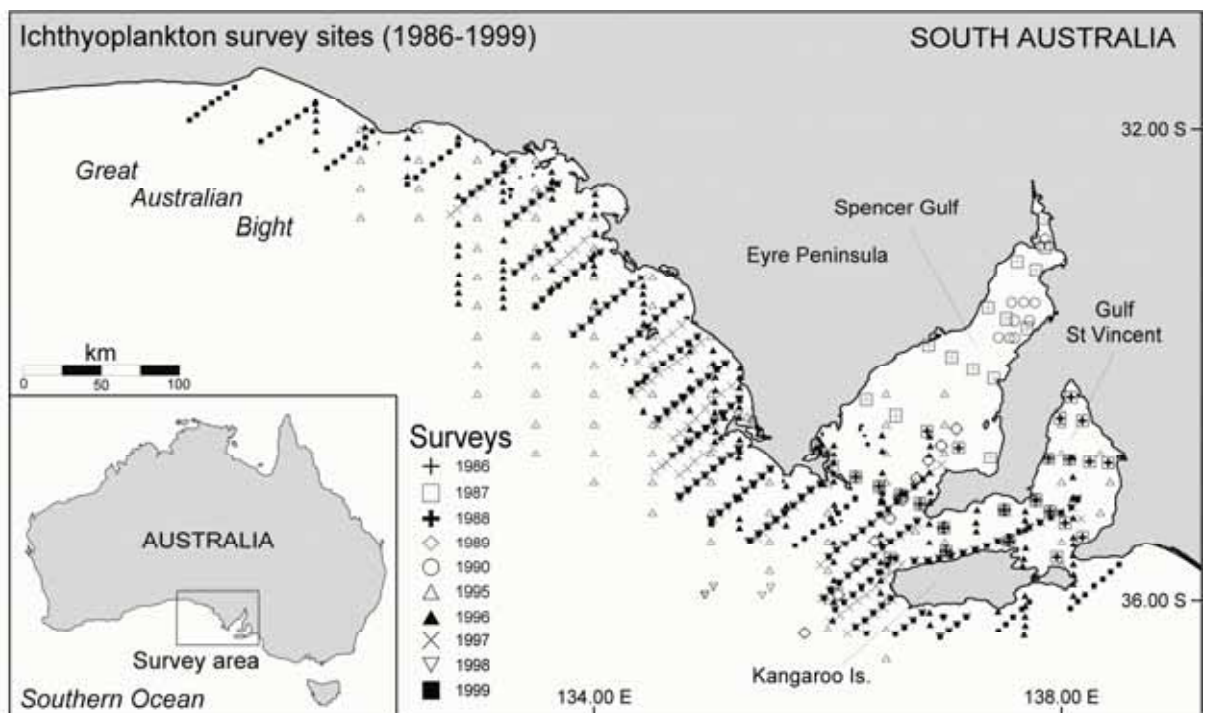 Ichthyoplankton survey sites (1986-1999)
SOUTH AUSTRALIA
32.00 S
Great
Australian
Bight
Spencer Gulf
Eyre Peninsula
Gulf
St Vincent
km
0 50 100
Surveys
1986
1987
1988
1989
1990
1995
1996
1997
1998
1999
AUSTRALIA
Survey area
Southern Ocean
36.00 S
Kangaroo Is.
134.00 E
138.00 E